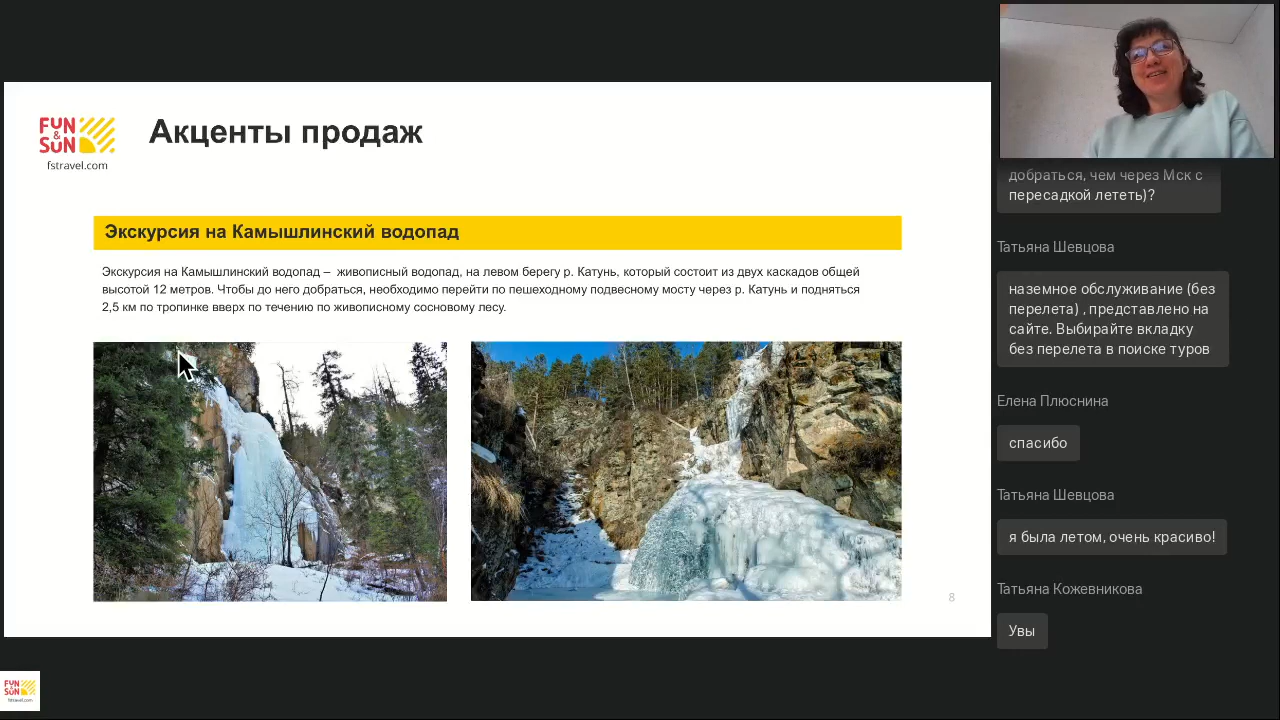 FUN
&
SUN
fstravel.com
Акценты продаж
Экскурсия на Камышлинский водопад
Экскурсия на Камышлинский водопад – живописный водопад, на левом берегу р. Катунь, который состоит из двух каскадов общей
высотой 12 метров. Чтобы до него добраться, необходимо перейти по пешеходному подвесному мосту через р. Катунь и подняться
2,5 км по тропинке вверх по течению по живописному сосновому лесу.
8
добраться, чем через Мск с
пересадкой лететь)?
Татьяна Шевцова
наземное обслуживание (без
перелета) , представлено на
сайте. Выбирайте вкладку
без перелета в поиске туров
Елена Плюснина
спасибо
Татьяна Шевцова
я была летом, очень красиво!
Татьяна Кожевникова
Увы
FUN
&
SUN
fstravel.com